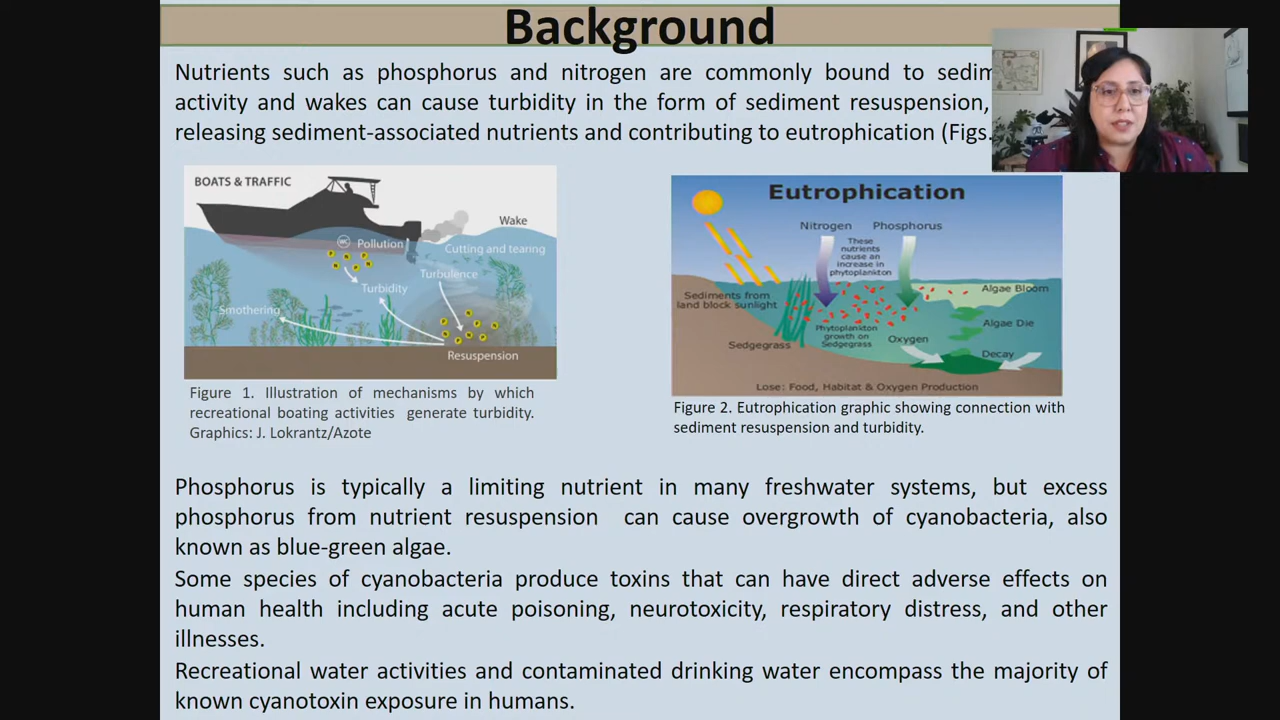 Background
Nutrients such as phosphorus and nitrogen are commonly bound to
activity and wakes can cause turbidity in the form of sediment resuspension,
releasing sediment-associated nutrients and contributing to eutrophication (Figs.
BOATS & TRAFFIC
Wake
WC Pollution
Cutting and tearing
P N P
N P
Turbulence
Turbidity
Smothering
N
P N P N
N P P
Resuspension
Figure 1. Illustration of mechanisms by which
recreational boating activities generate turbidity.
Graphics: J. Lokrantz/Azote
Eutrophication
Nitrogen Phosphorus
These
nutrients
cause an
increase in
phytoplankton
Sediments from
land block sunlight
Algae Bloom
Algae Die
Phytoplankton
growth on
Sedgegrass
Sedgegrass
Oxygen
Decay
Lose: Food, Habitat & Oxygen Production
Figure 2. Eutrophication graphic showing connection with
sediment resuspension and turbidity.
Phosphorus is typically a limiting nutrient in many freshwater systems, but excess
phosphorus from nutrient resuspension can cause overgrowth of cyanobacteria, also
known as blue-green algae.
Some species of cyanobacteria produce toxins that can have direct adverse effects on
human health including acute poisoning, neurotoxicity, respiratory distress, and other
illnesses.
Recreational water activities and contaminated drinking water encompass the majority of
known cyanotoxin exposure in humans.